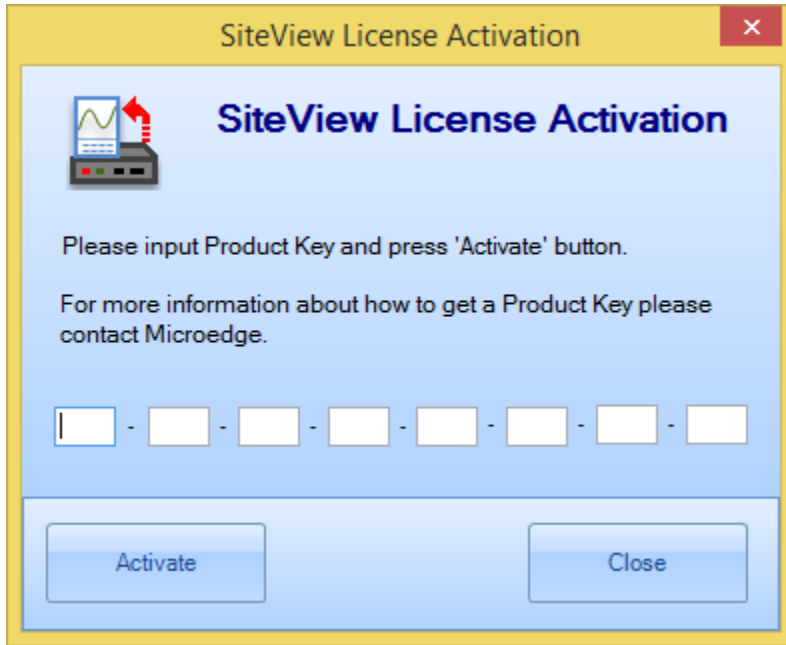 SiteView License Activation
SiteView License Activation
Please input Product Key and press 'Activate' button.
For more information about how to get a Product Key please
contact Microedge.
- - - - - - -
Activate
Close